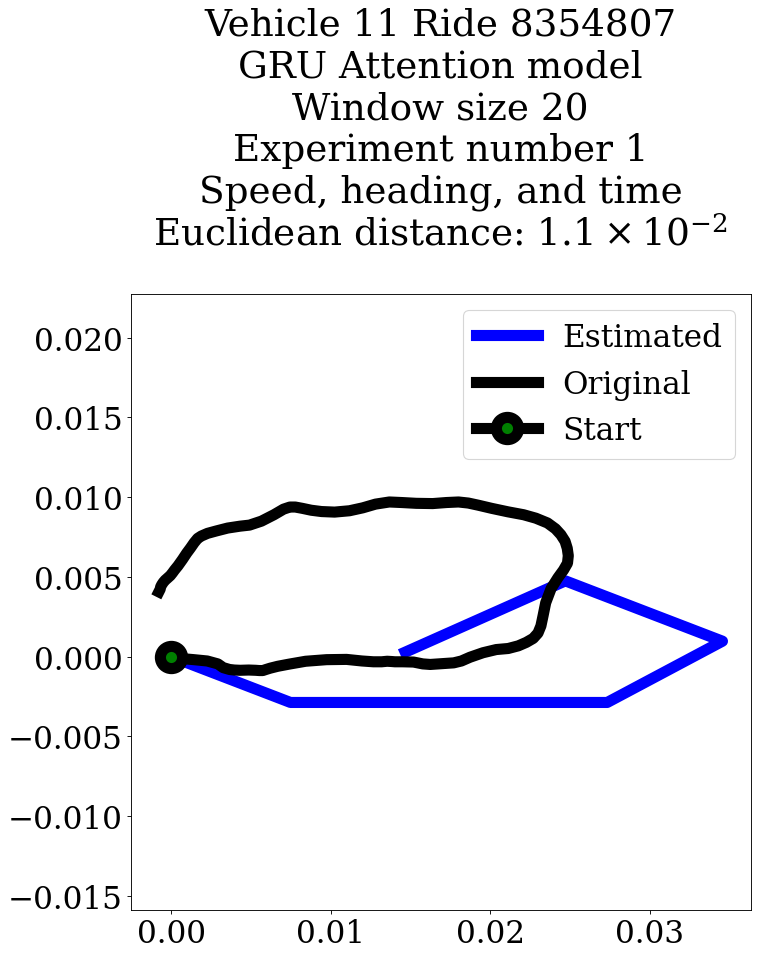 Vehicle 11 Ride 8354807
GRU Attention model
Window size 20
Experiment number 1
Speed, heading, and time
Euclidean distance: 1.1 × 10⁻²
Estimated
Original
Start
0.020
0.015
0.010
0.005
0.000
−0.005
−0.010
−0.015
0.00 0.01 0.02 0.03